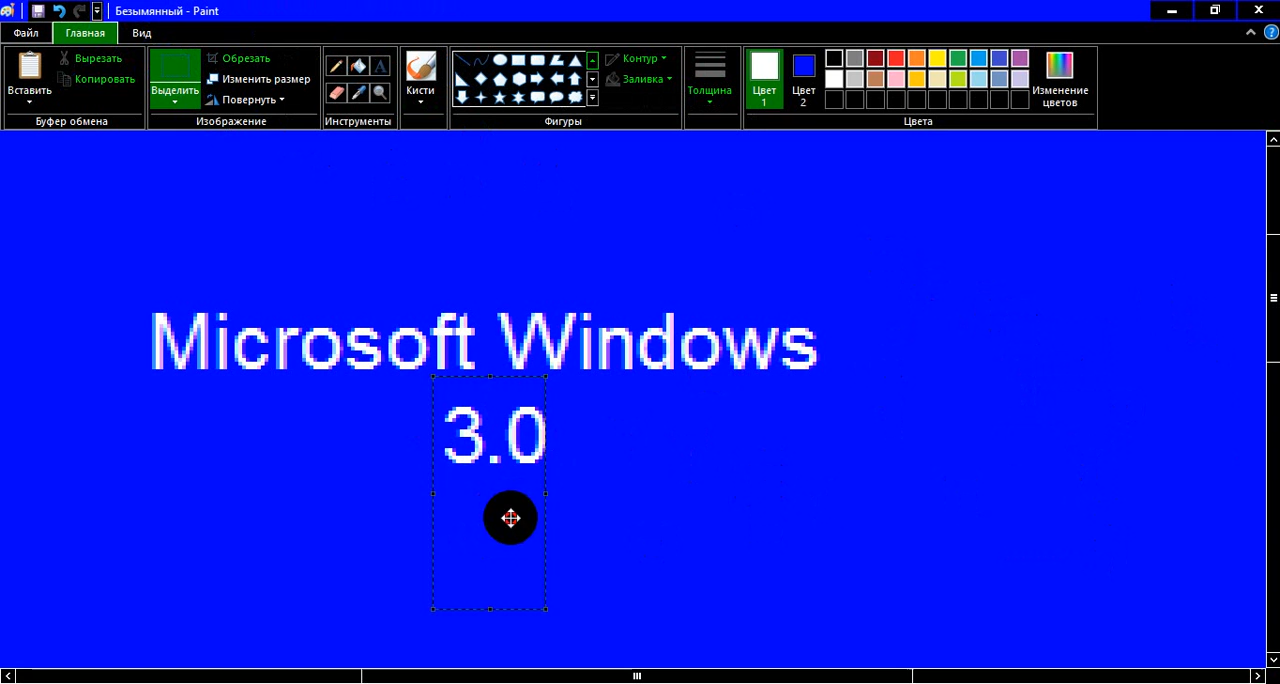 Безымянный - Paint
Файл Главная Вид
Вставить
Вырезать
Копировать
Буфер обмена
Выделить
Обрезать
Изменить размер
Повернуть
Изображение
A
Инструменты
Кисти
Контур
Заливка
Фигуры
Толщина
Цвет
1
Цвет
2
Изменение
цветов
Цвета
Microsoft Windows
3.0